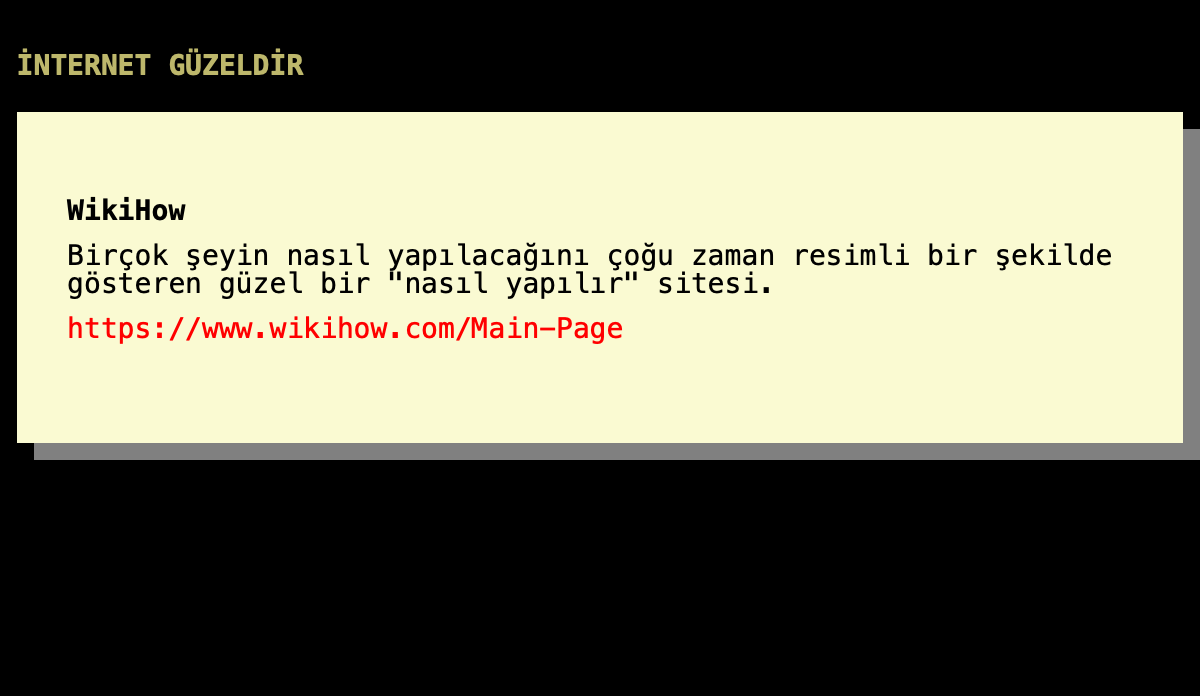 İNTERNET GÜZELDİR
WikiHow
Birçok şeyin nasıl yapılacağını çoğu zaman resimli bir şekilde
gösteren güzel bir "nasıl yapılır" sitesi.
https://www.wikihow.com/Main-Page